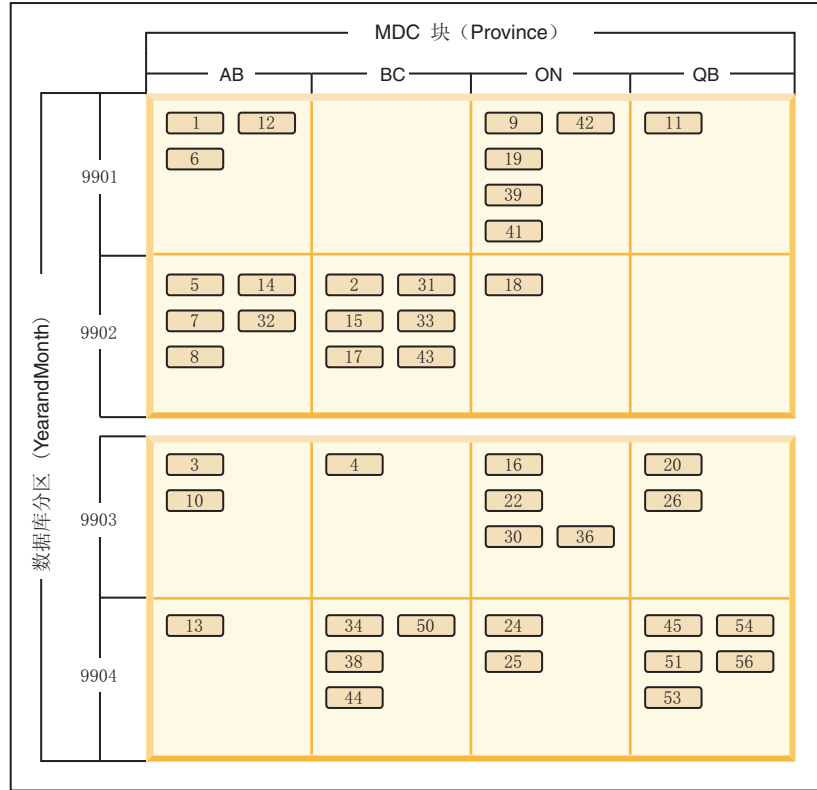 MDC 块（Province）
AB BC ON QB
数据库分区（YearandMonth）
9901
1 12 9 42 11
6 19
39
41
9902
5 14 2 31 18
7 32 15 33
8 17 43
9903
3 4 16 20
10 22 26
30 36
9904
13 34 50 24 45 54
38 25 51 56
44 53